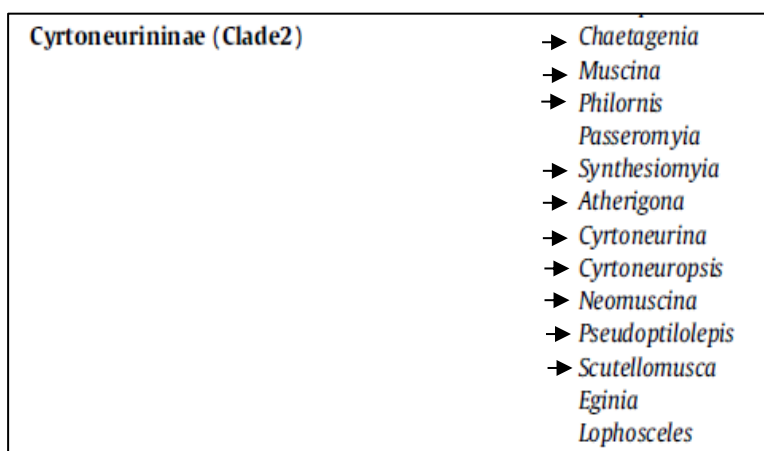 Cyrtoneurininae (Clade2)
Chaetagenia
Muscina
Philornis
Passeromyia
Synthesiomyia
Atherigona
Cyrtoneurina
Cyrtoneuropsis
Neomuscina
Pseudoptilolepis
Scutellomusca
Eginia
Lophosceles